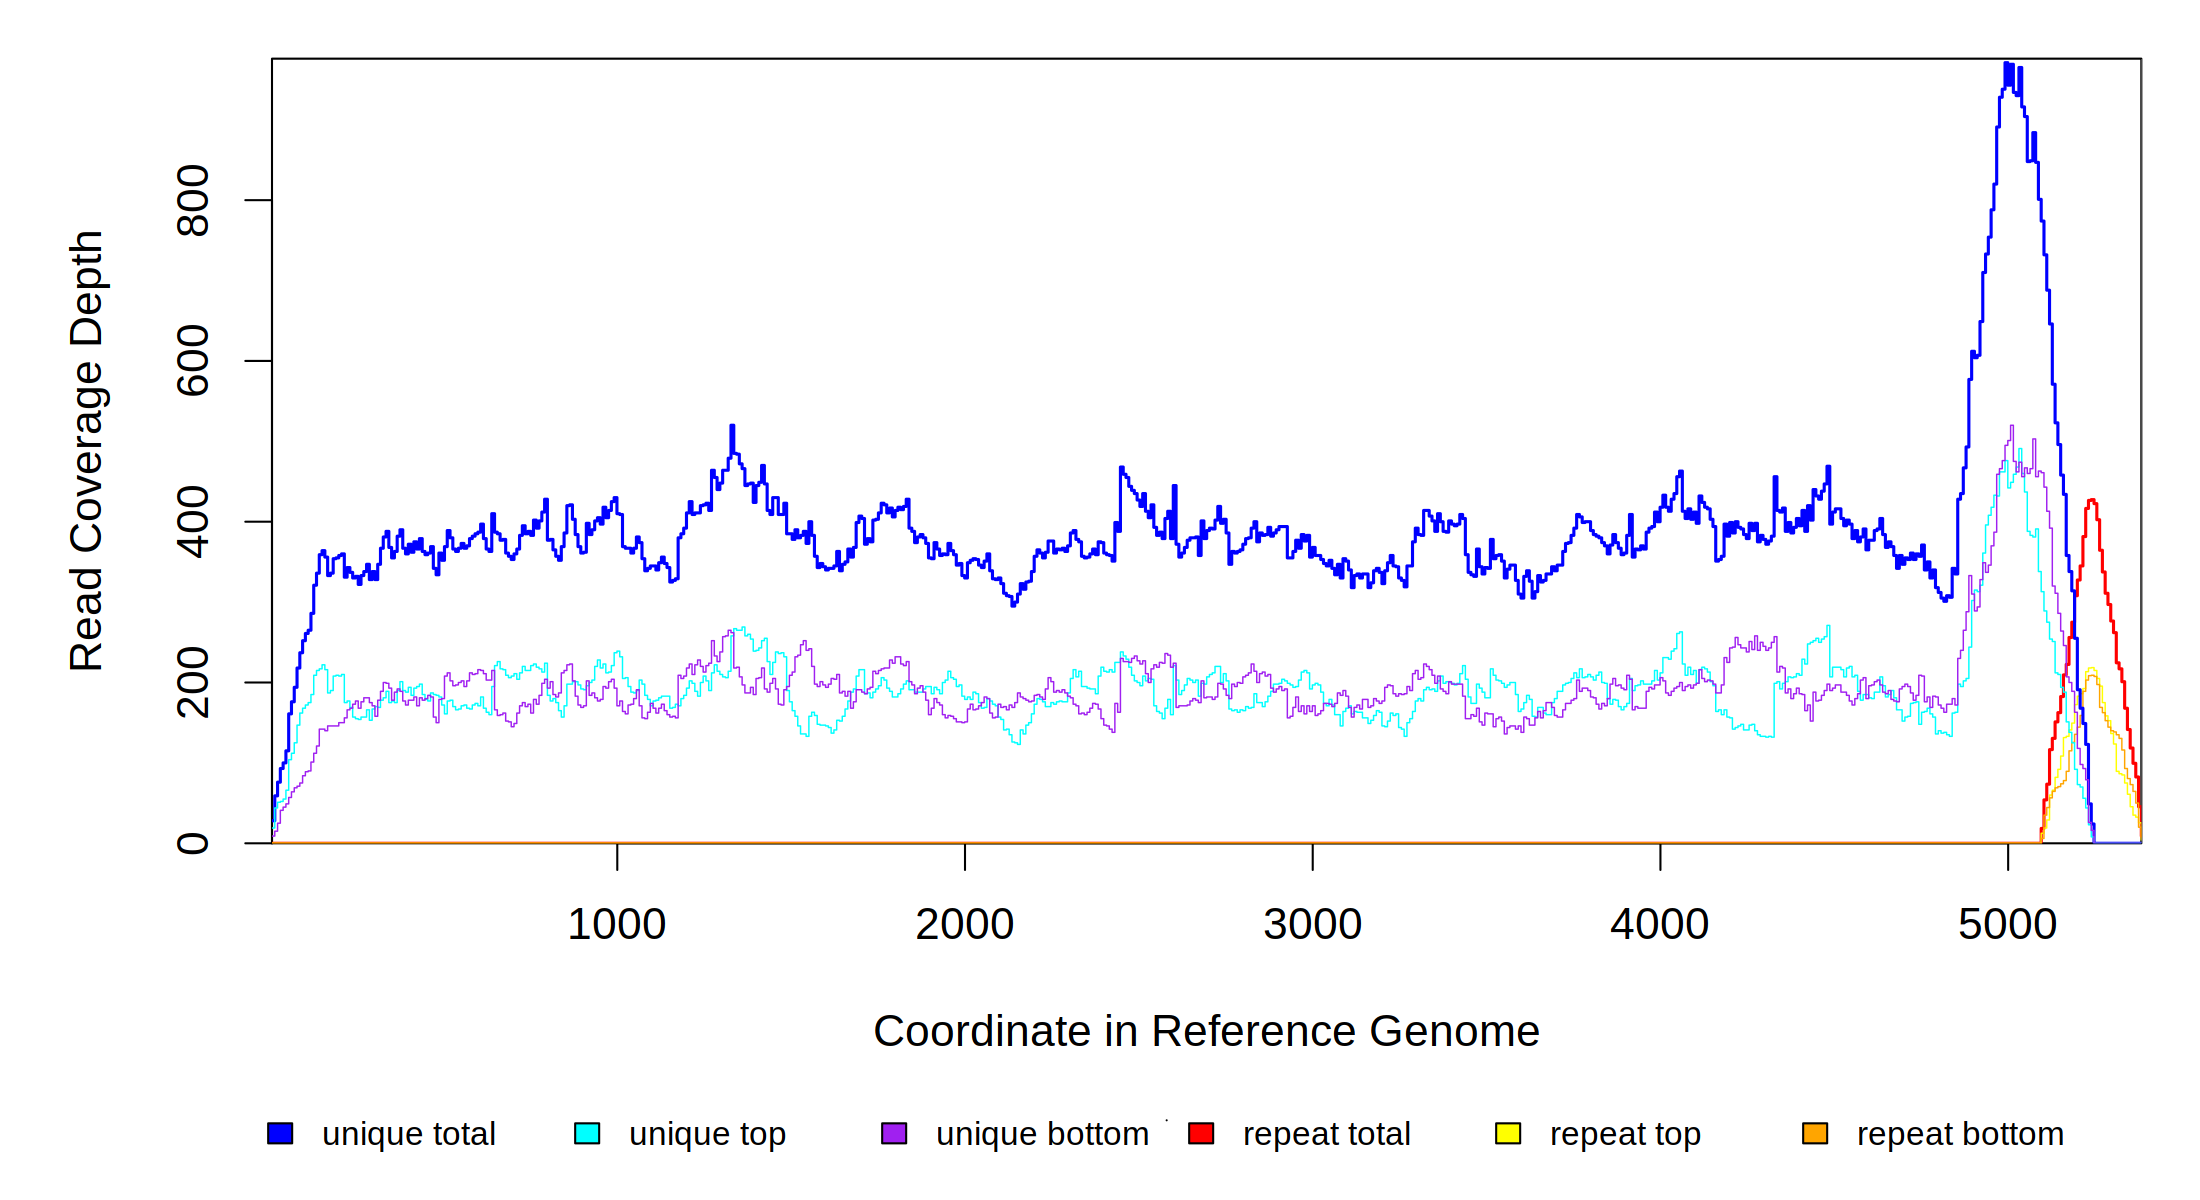 Read Coverage Depth
800
600
400
200
0
1000 2000 3000 4000 5000
Coordinate in Reference Genome
unique total unique top unique bottom repeat total repeat top repeat bottom